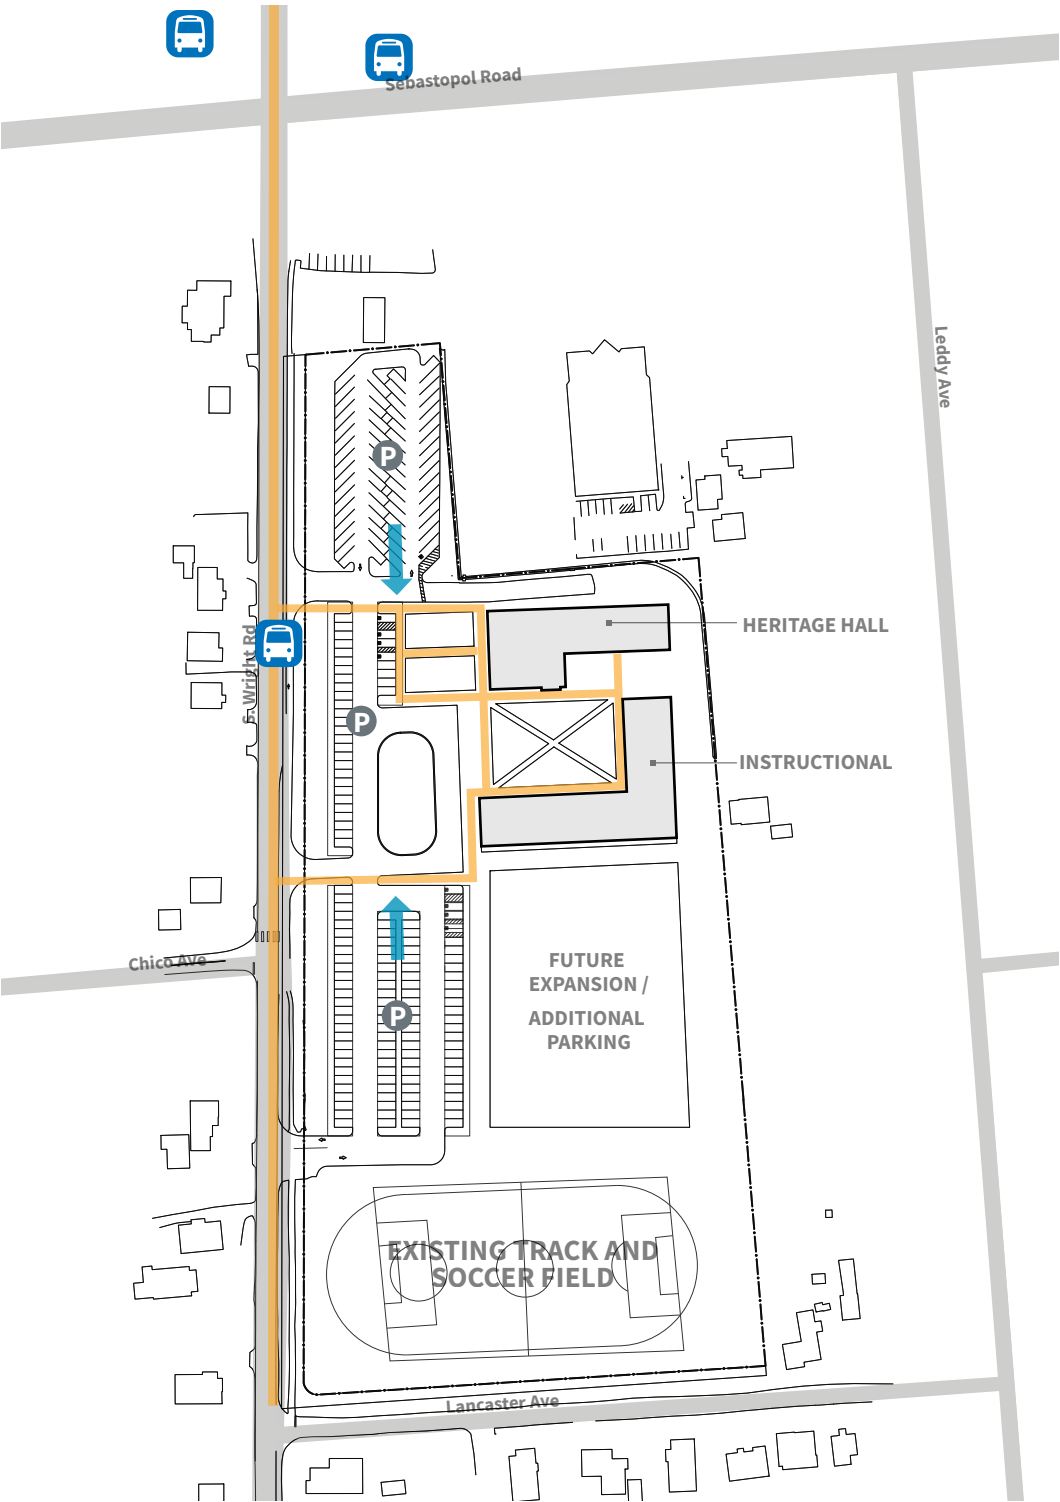 Sebastopol Road
Leddy Ave
P
HERITAGE HALL
S. Wright Rd
P
INSTRUCTIONAL
Chico Ave
FUTURE
EXPANSION /
ADDITIONAL
PARKING
P
EXISTING TRACK AND
SOCCER FIELD
Lancaster Ave